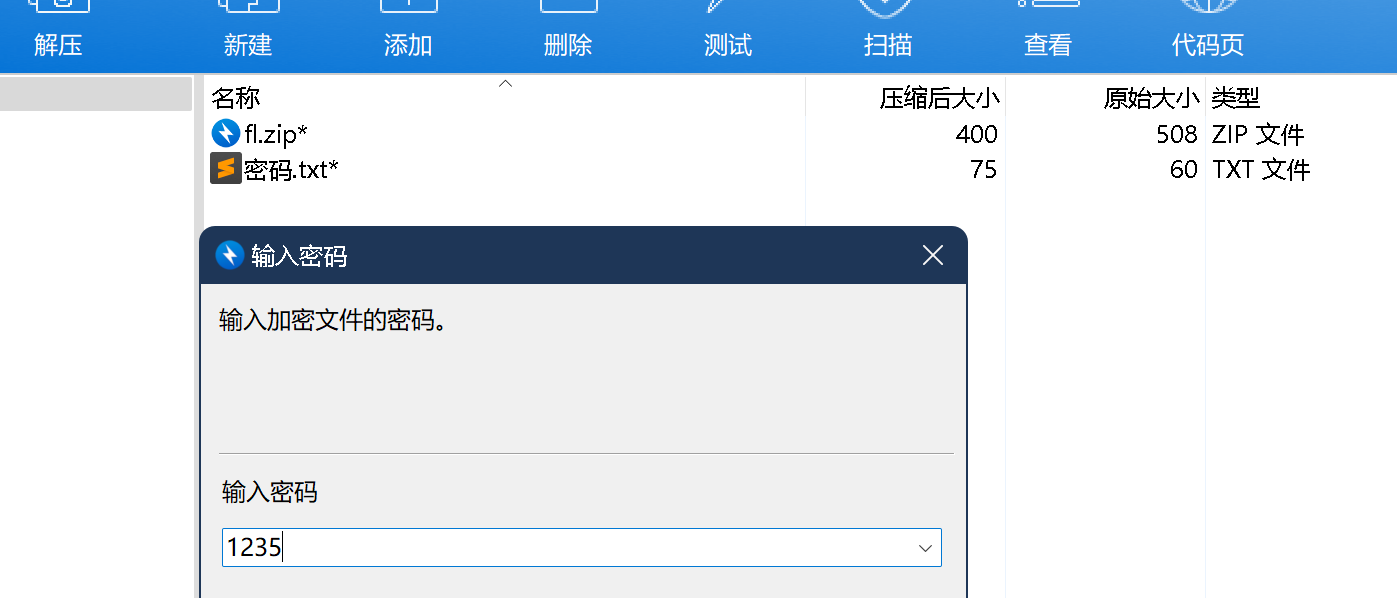 解压 新建 添加 删除 测试 扫描 查看 代码页
名称 压缩后大小 原始大小 类型
fl.zip* 400 508 ZIP 文件
密码.txt* 75 60 TXT 文件
输入密码
输入加密文件的密码。
输入密码
1235